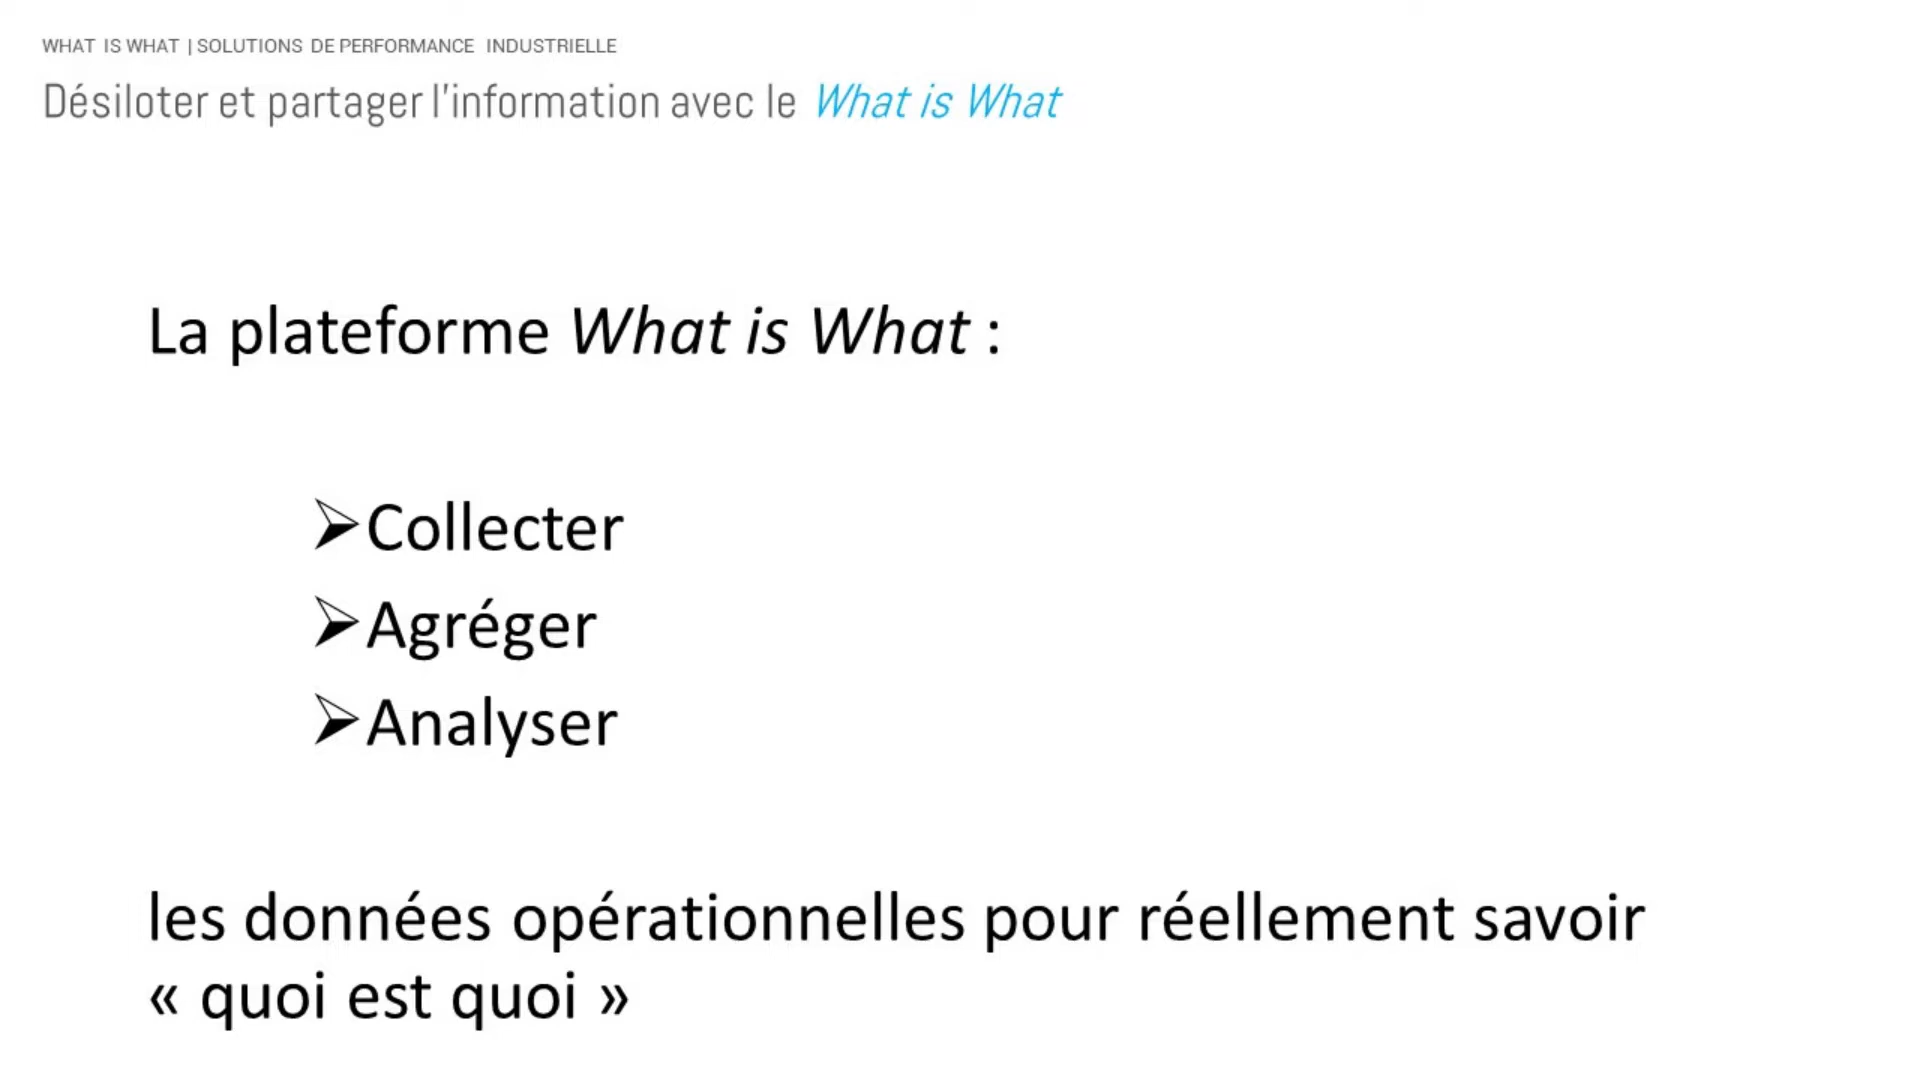 WHAT IS WHAT | SOLUTIONS DE PERFORMANCE INDUSTRIELLE
Désiloter et partager l'information avec le What is What
La plateforme What is What :
➢Collecter
➢Agréger
➢Analyser
les données opérationnelles pour réellement savoir
« quoi est quoi »